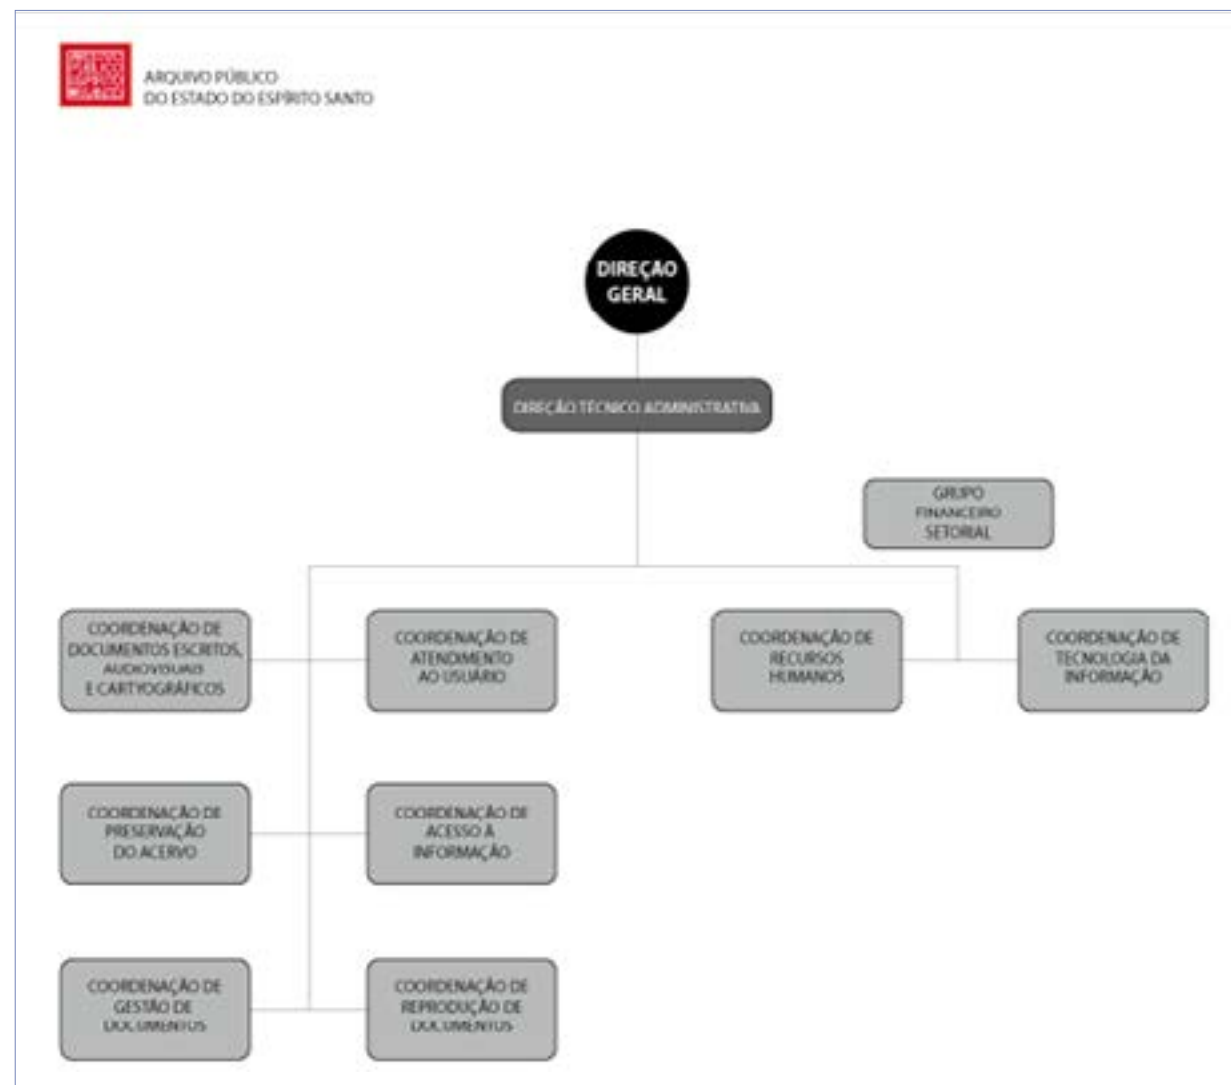 ARQUIVO PÚBLICO
DO ESTADO DO ESPÍRITO SANTO
DIREÇÃO
GERAL
DIREÇÃO TÉCNICO ADMINISTRATIVA
GRUPO
FINANCEIRO
SETORIAL
COORDENAÇÃO DE
DOCUMENTOS ESCRITOS,
AUDIOVISUAIS
E CARTYOGRÁFICOS
COORDENAÇÃO DE
ATENDIMENTO
AO USUÁRIO
COORDENAÇÃO DE
RECURSOS
HUMANOS
COORDENAÇÃO DE
TECNOLOGIA DA
INFORMAÇÃO
COORDENAÇÃO DE
PRESERVAÇÃO
DO ACERVO
COORDENAÇÃO DE
ACESSO À
INFORMAÇÃO
COORDENAÇÃO DE
GESTÃO DE
DOCUMENTOS
COORDENAÇÃO DE
REPRODUÇÃO DE
DOCUMENTOS